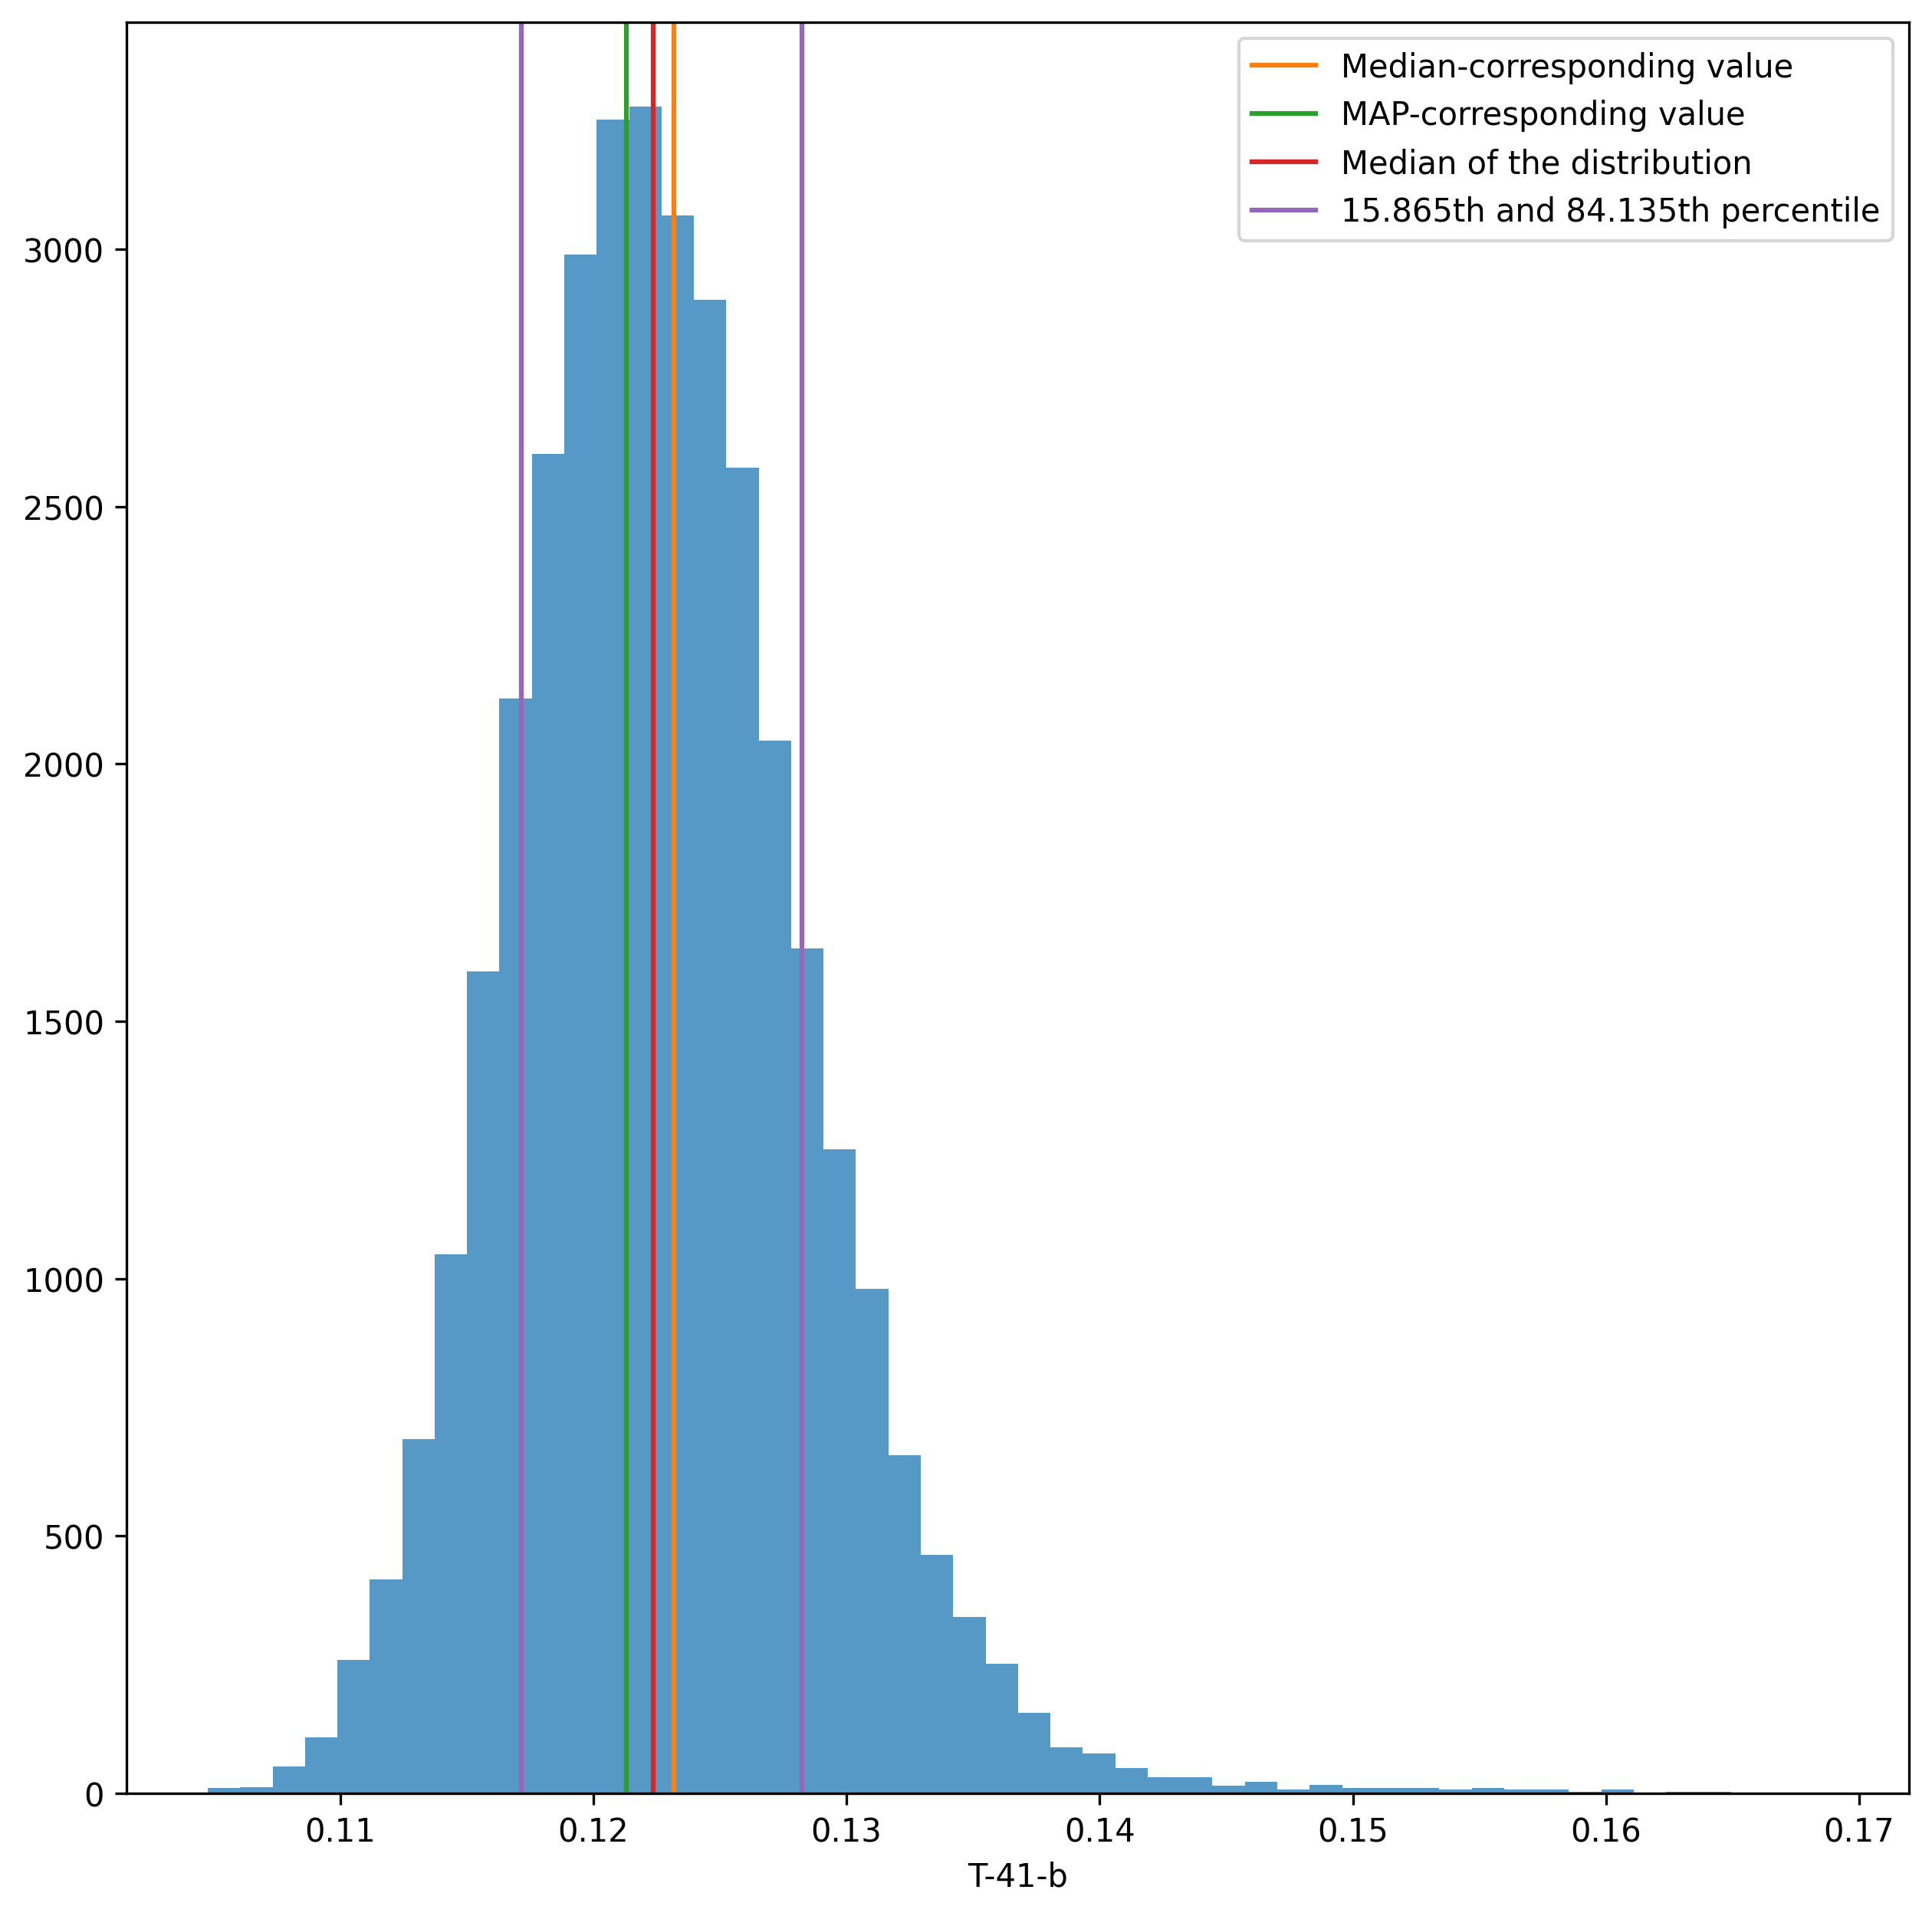 Median-corresponding value
MAP-corresponding value
Median of the distribution
15.865th and 84.135th percentile
3000
2500
2000
1500
1000
500
0
0.11 0.12 0.13 0.14 0.15 0.16 0.17
T-41-b